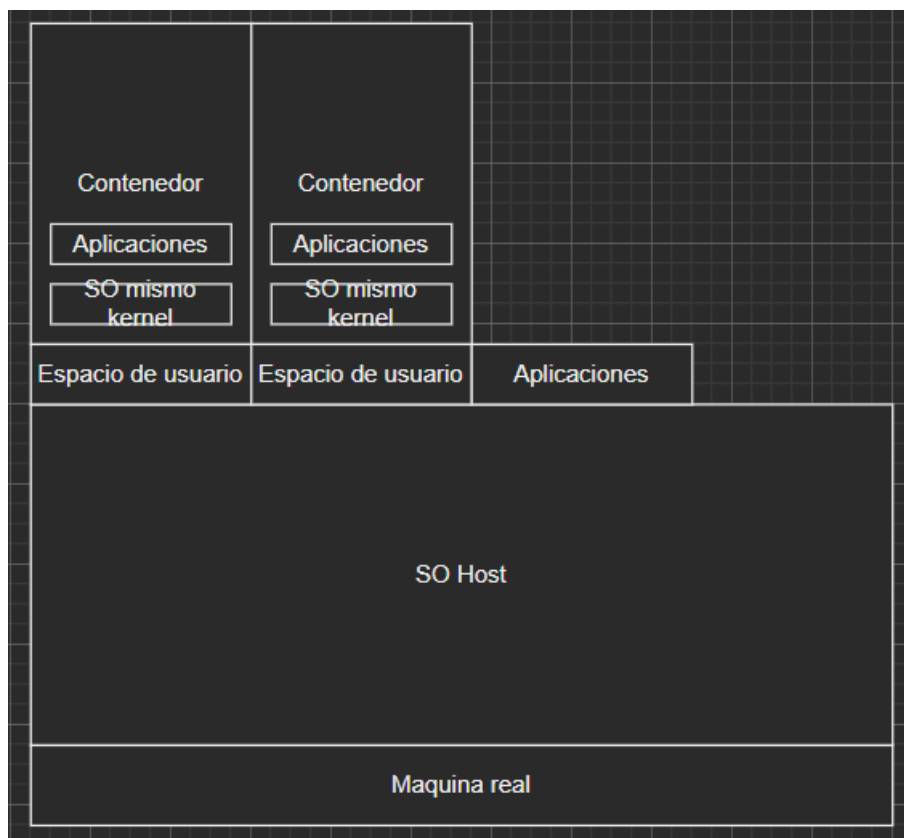 Contenedor
Contenedor
Aplicaciones
Aplicaciones
SO mismo
kernel
SO mismo
kernel
Espacio de usuario
Espacio de usuario
Aplicaciones
SO Host
Maquina real